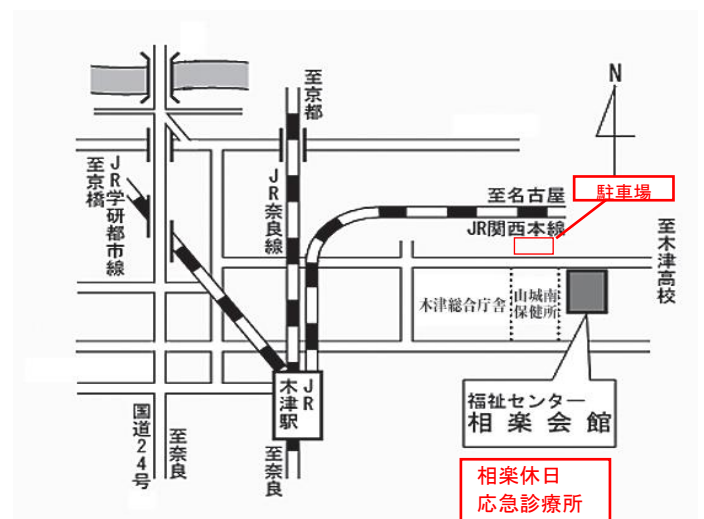 至京都
N
JR学研都市線
至京橋
JR奈良線
至名古屋
駐車場
JR関西本線
至木津高校
木津総合庁舎
山城南
保健所
JR
木津駅
福祉センター
相楽会館
国道24号
至奈良
至奈良
相楽休日
応急診療所